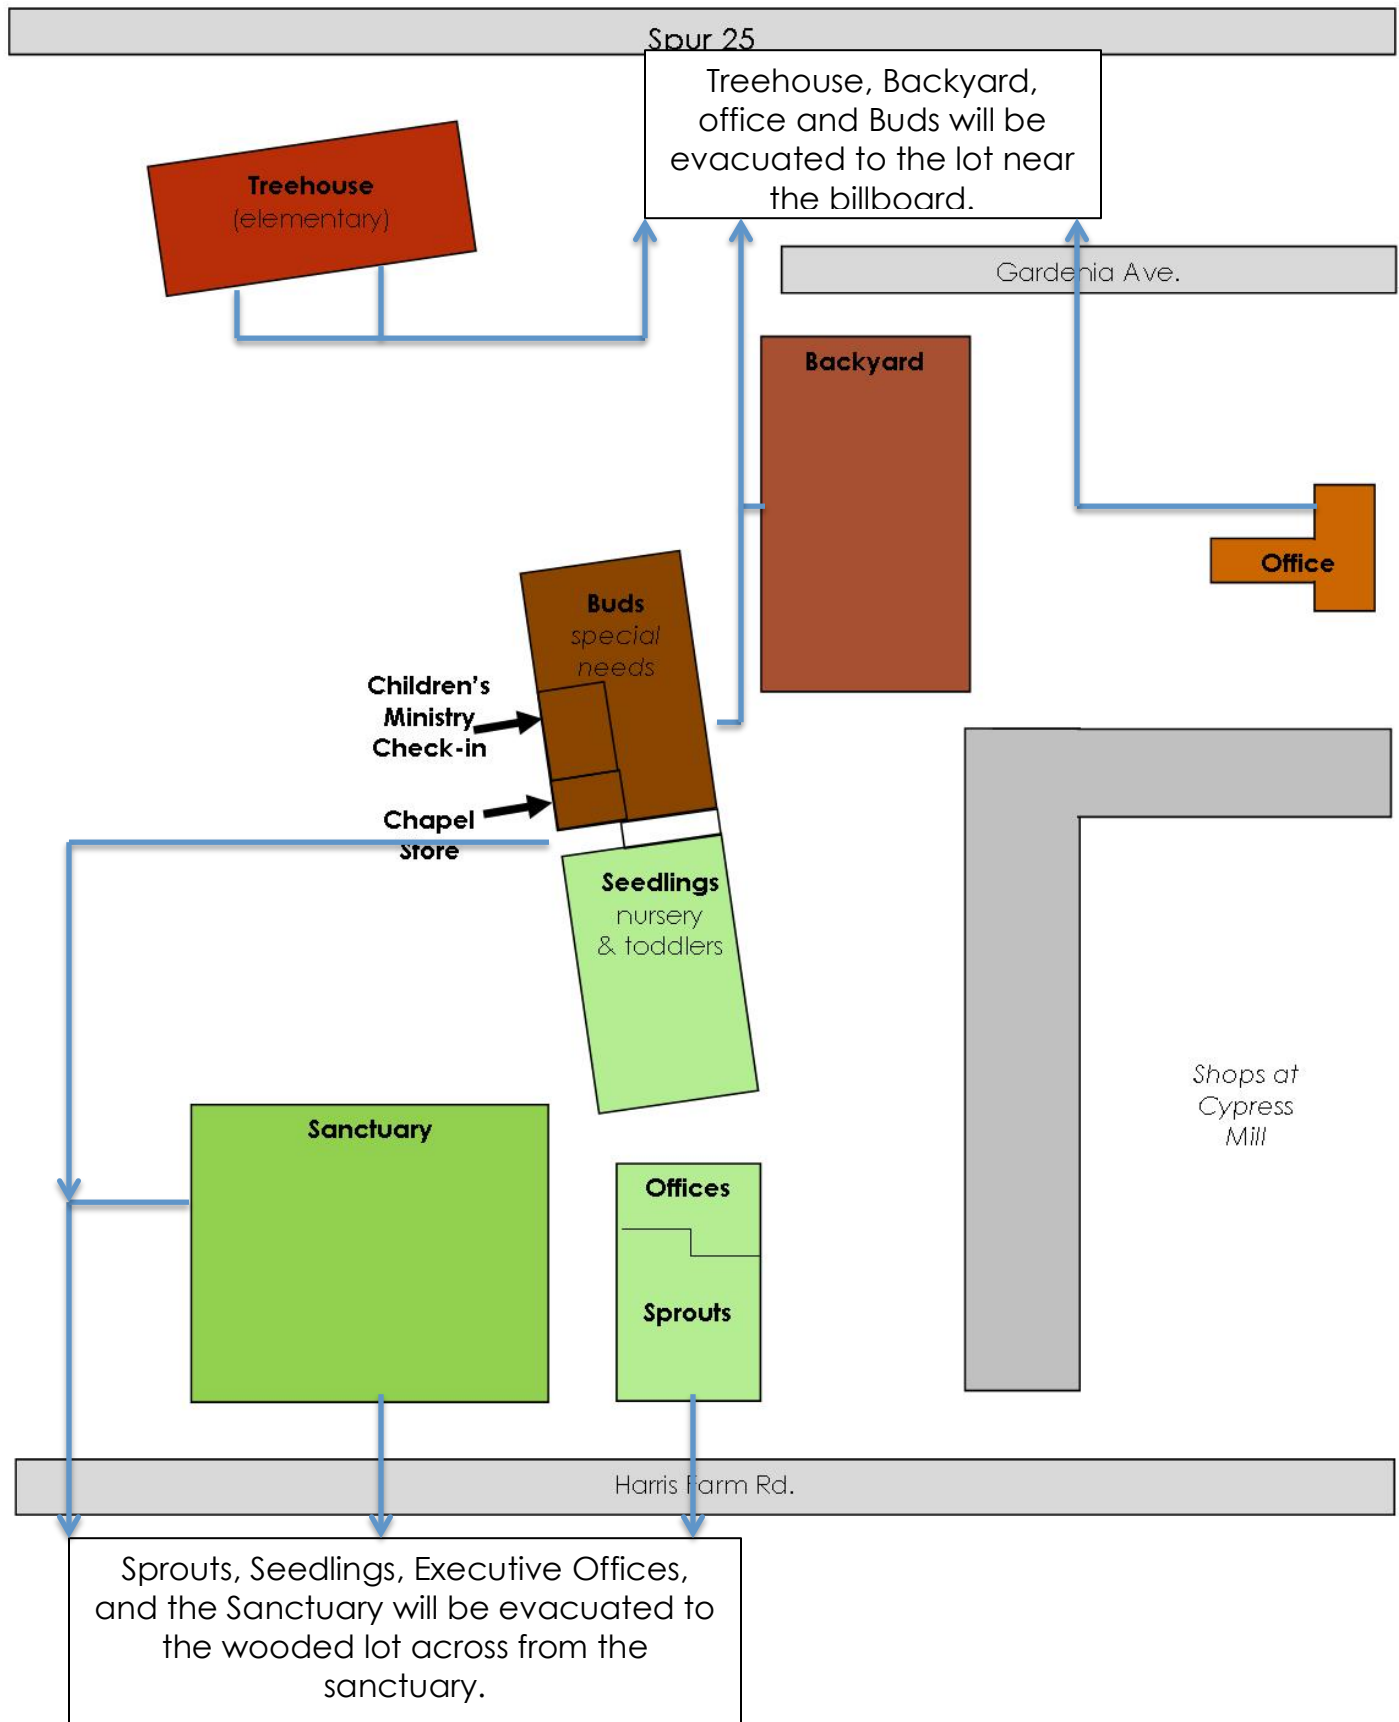 Spur 25
Treehouse, Backyard,
office and Buds will be
evacuated to the lot near
the billboard.
Treehouse
(elementary)
Gardenia Ave.
Backyard
Office
Buds
special
needs
Children's
Ministry
Check-in
Chapel
Store
Seedlings
nursery
& toddlers
Shops at
Cypress
Mill
Sanctuary
Offices
Sprouts
Harris Farm Rd.
Sprouts, Seedlings, Executive Offices,
and the Sanctuary will be evacuated to
the wooded lot across from the
sanctuary.